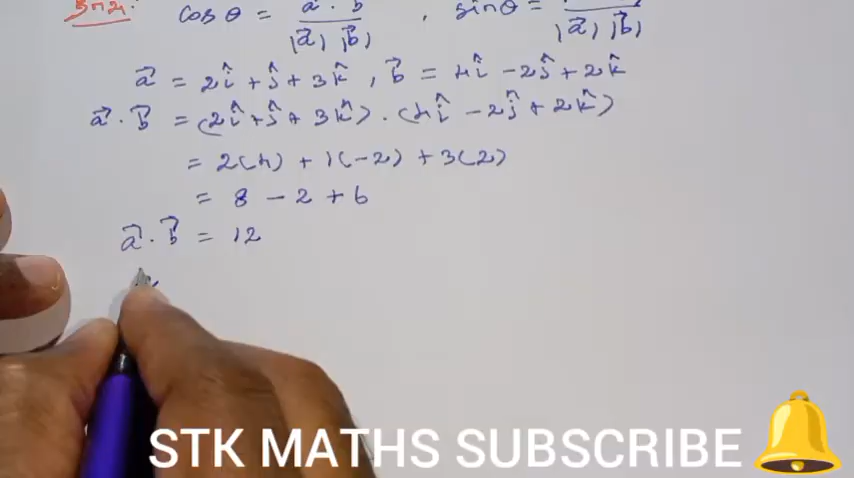 தீர்வு:
cos θ = a⃗ · b⃗ / |a⃗| |b⃗| , sin θ = / |a⃗| |b⃗|
a⃗ = 2î + ĵ + 3k̂ , b⃗ = 4î − 2ĵ + 2k̂
a⃗ · b⃗ = (2î + ĵ + 3k̂) · (4î − 2ĵ + 2k̂)
= 2(4) + 1(−2) + 3(2)
= 8 − 2 + 6
a⃗ · b⃗ = 12
STK MATHS SUBSCRIBE